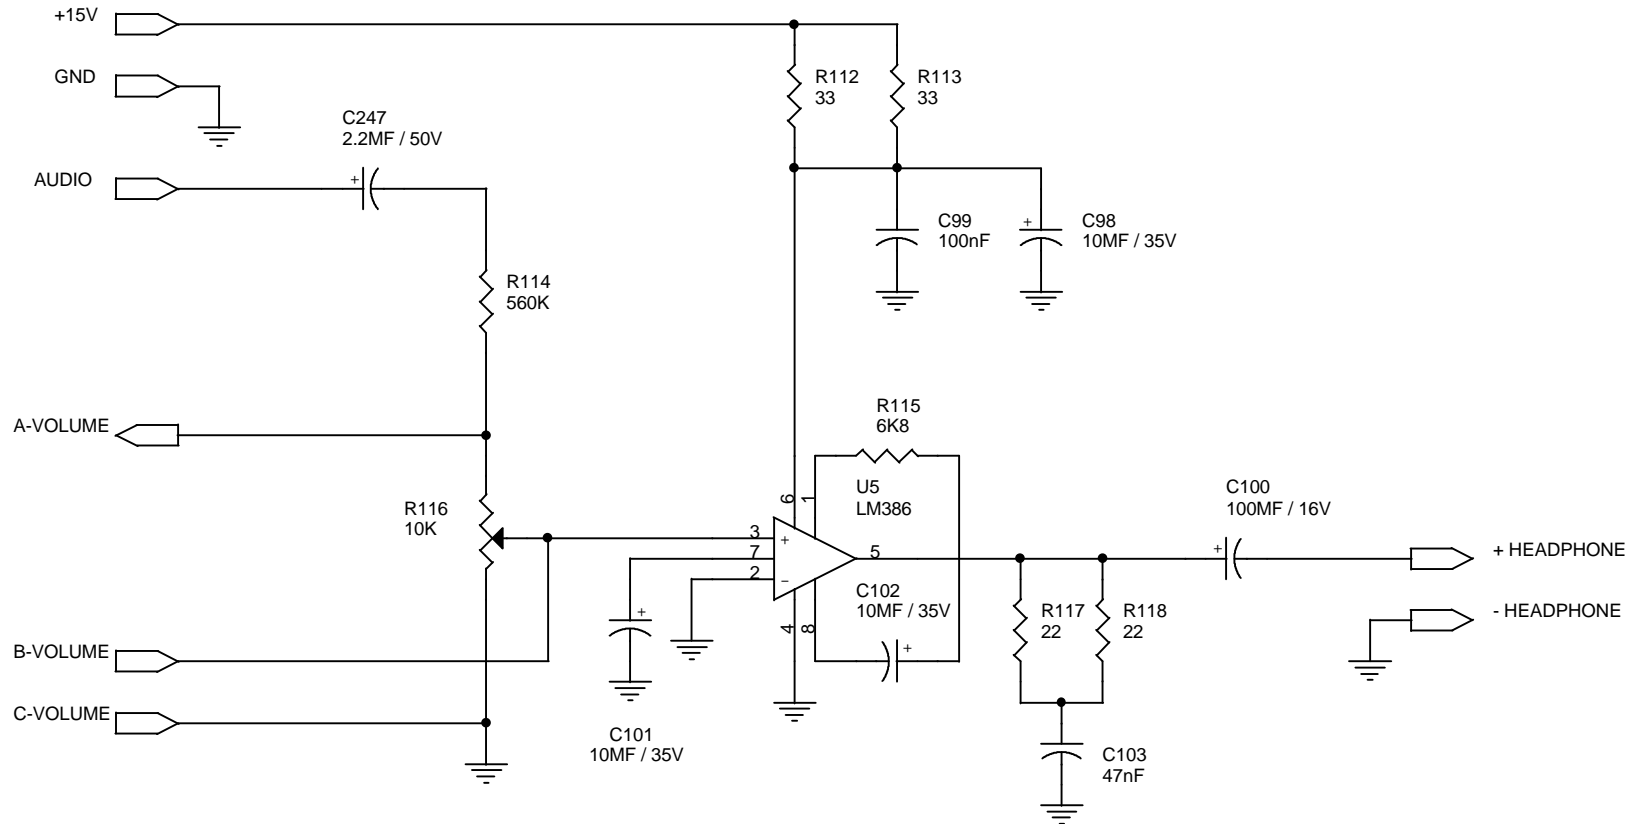 +15V
GND
AUDIO
C247
2.2MF / 50V
R112
33
R113
33
C99
100nF
C98
10MF / 35V
R114
560K
A-VOLUME
R116
10K
B-VOLUME
C-VOLUME
R115
6K8
U5
LM386
6
1
3
+
7
2
−
5
4
8
C102
10MF / 35V
+
+
C101
10MF / 35V
R117
22
R118
22
C103
47nF
C100
100MF / 16V
+
+
+
+ HEADPHONE
- HEADPHONE